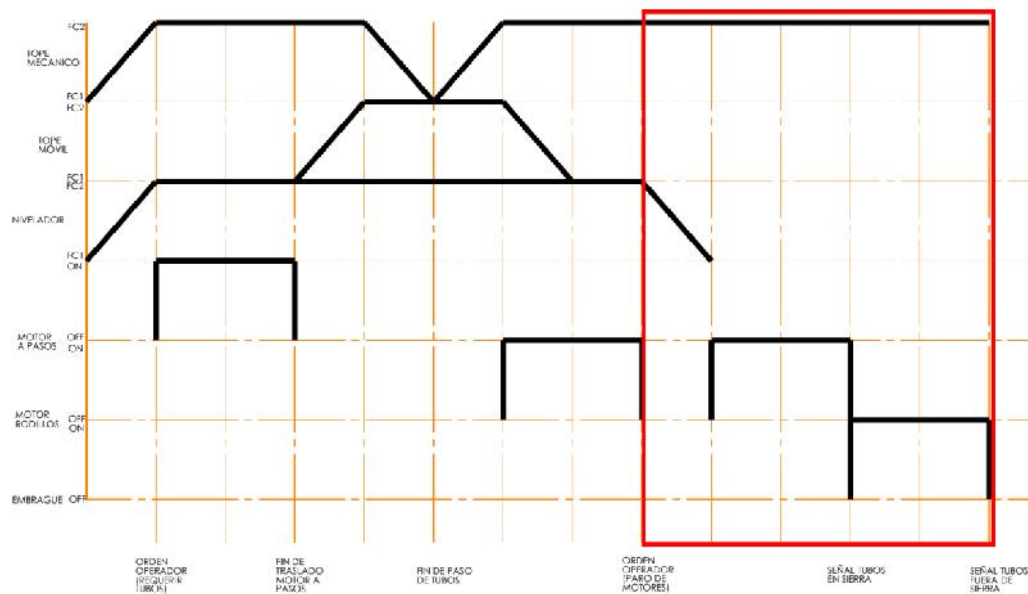 FC2
TOPE
MECANICO
FC1
FC2
TOPE
MÓVIL
FC1
FC2
NIVELADOR
FC1
ON
MOTOR
A PASOS
OFF
ON
MOTOR
RODILLOS
OFF
ON
EMBRAGUE
OFF
ORDEN
OPERADOR
(REQUERIR
TUBOS)
FIN DE
TRASLADO
MOTOR A
PASOS
FIN DE PASO
DE TUBOS
ORDEN
OPERADOR
(PARO DE
MOTORES)
SEÑAL TUBOS
EN SIERRA
SEÑAL TUBOS
FUERA DE
SIERRA